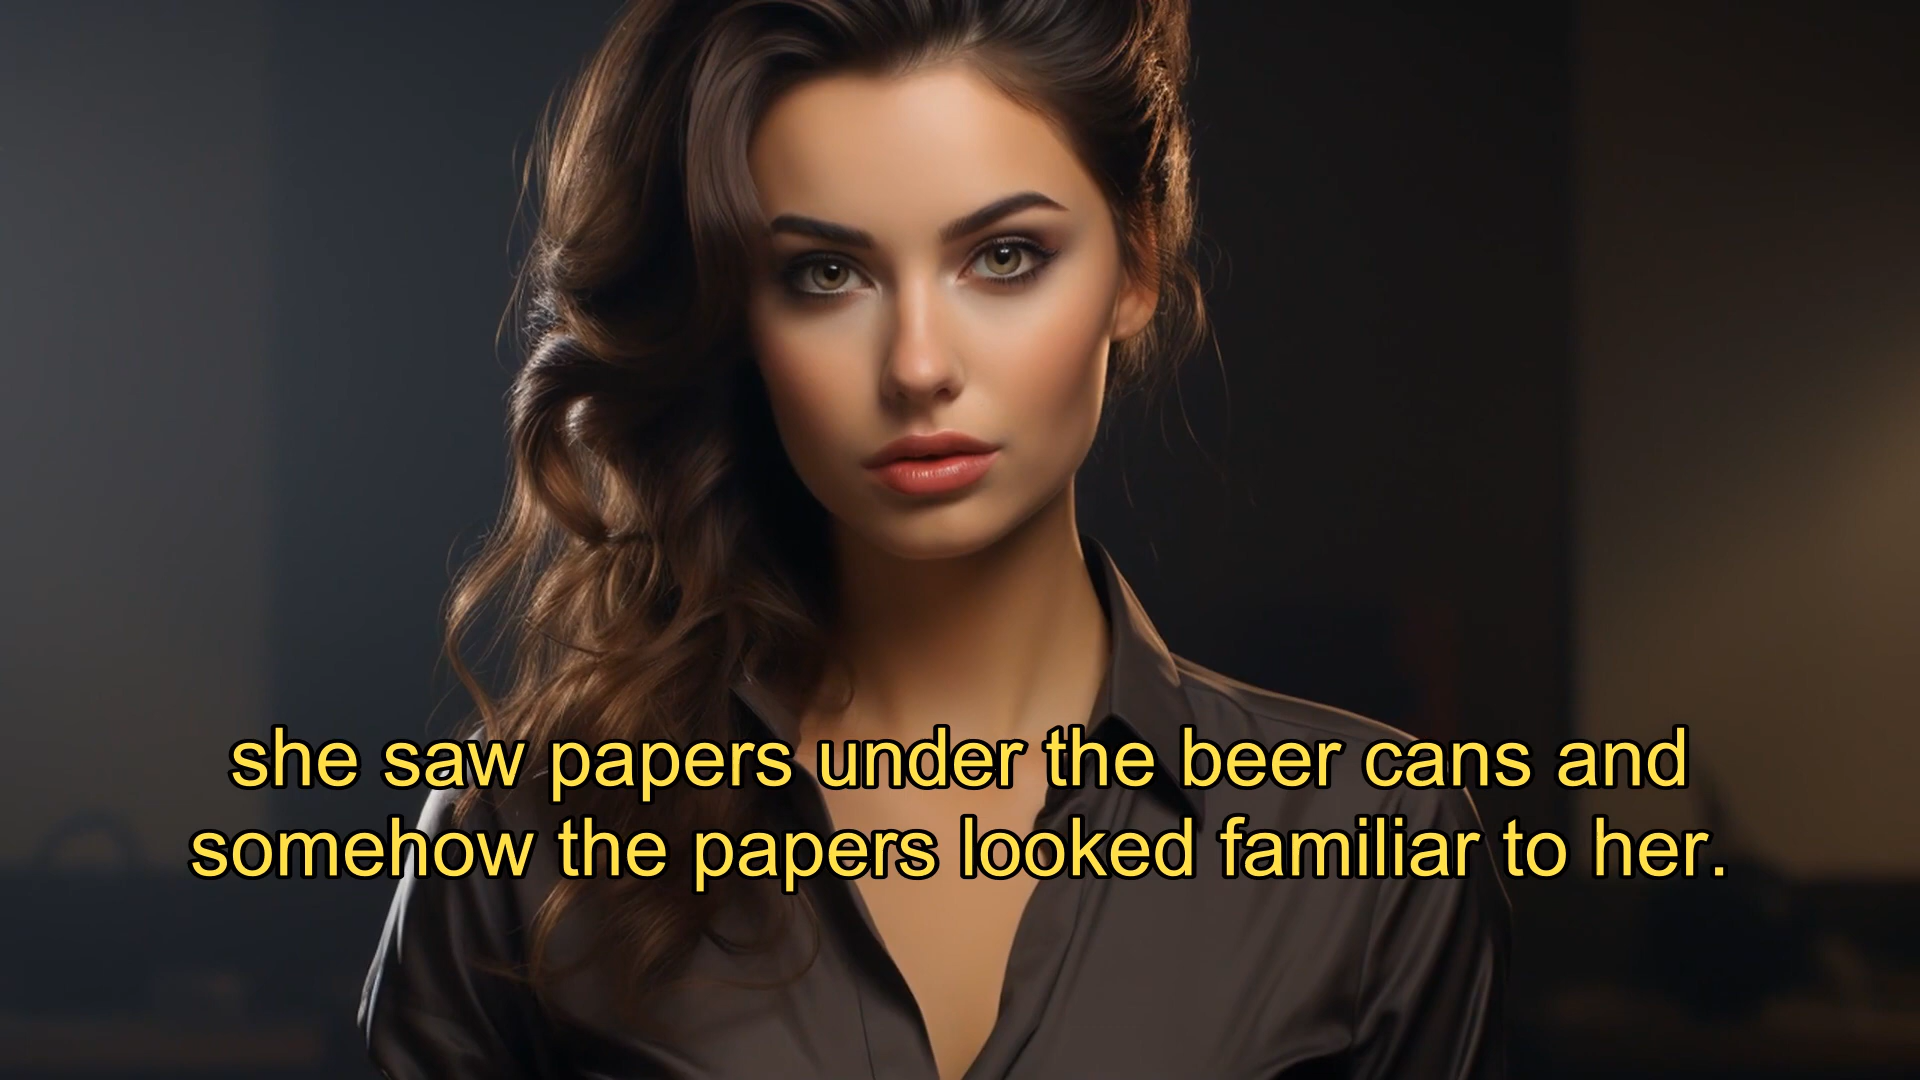 she saw papers under the beer cans and
somehow the papers looked familiar to her.